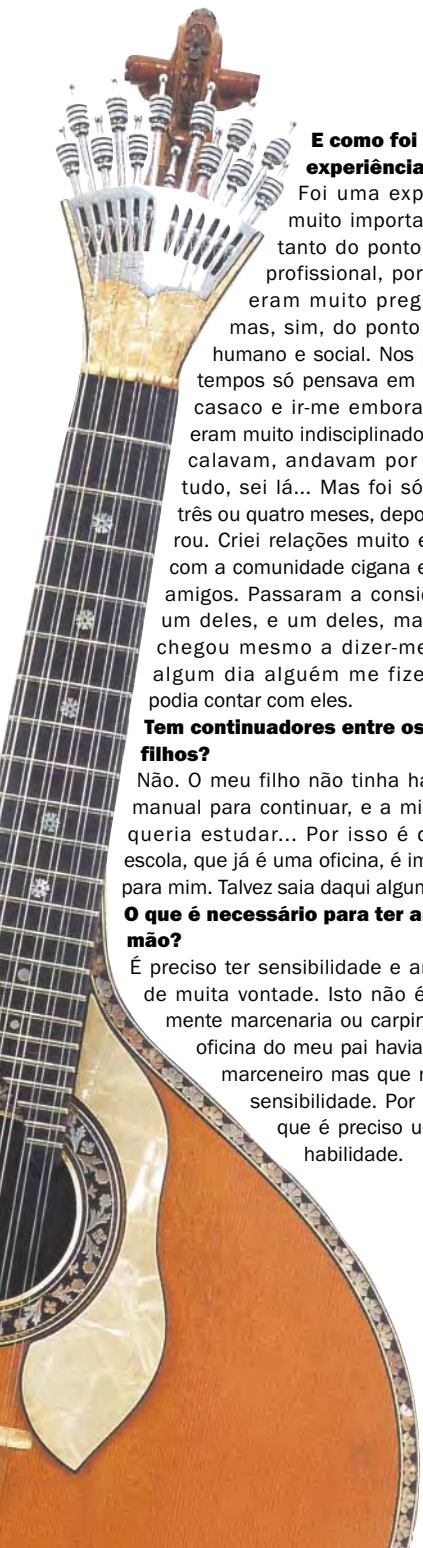 E como foi
experiência
Foi uma exp
muito importa
tanto do ponto
profissional, por
eram muito preg
mas, sim, do ponto
humano e social. Nos
tempos só pensava em
casaco e ir-me embora
eram muito indisciplinado
calavam, andavam por
tudo, sei lá... Mas foi só
três ou quatro meses, depo
rou. Criei relações muito e
com a comunidade cigana e
amigos. Passaram a consid
um deles, e um deles, ma
chegou mesmo a dizer-me
algum dia alguém me fize
podia contar com eles.
Tem continuadores entre os
filhos?
Não. O meu filho não tinha ha
manual para continuar, e a mi
queria estudar... Por isso é
escola, que já é uma oficina, é im
para mim. Talvez saia daqui algun
O que é necessário para ter a
mão?
É preciso ter sensibilidade e a
de muita vontade. Isto não é
mente marcenaria ou carpin
oficina do meu pai havia
marceneiro mas que
sensibilidade. Por
que é preciso u
habilidade.